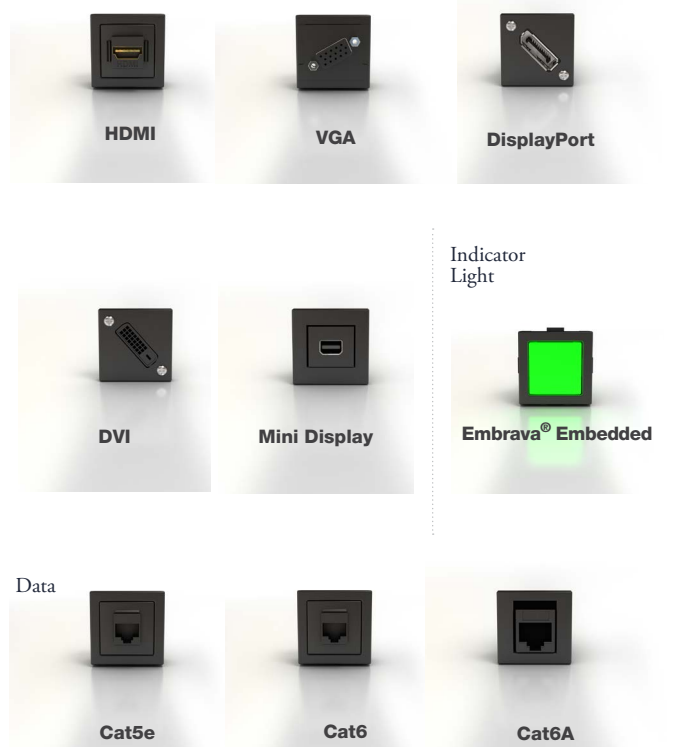 HDMI
VGA
DisplayPort
Indicator
Light
DVI
Mini Display
Embrava® Embedded
Data
Cat5e
Cat6
Cat6A